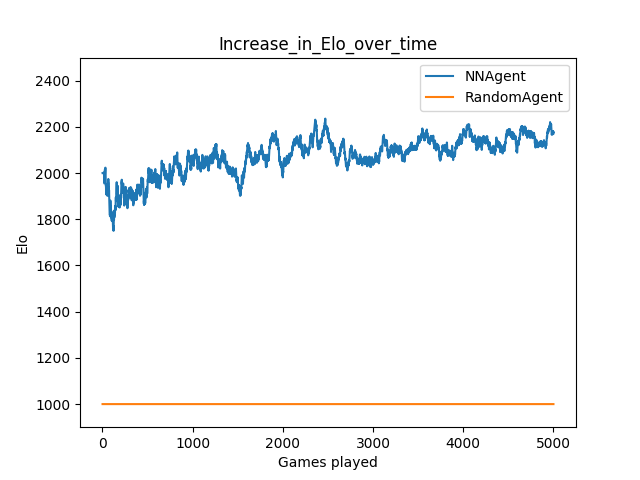 Increase_in_Elo_over_time
NNAgent
RandomAgent
2400
2200
2000
1800
1600
1400
1200
1000
Elo
0 1000 2000 3000 4000 5000
Games played